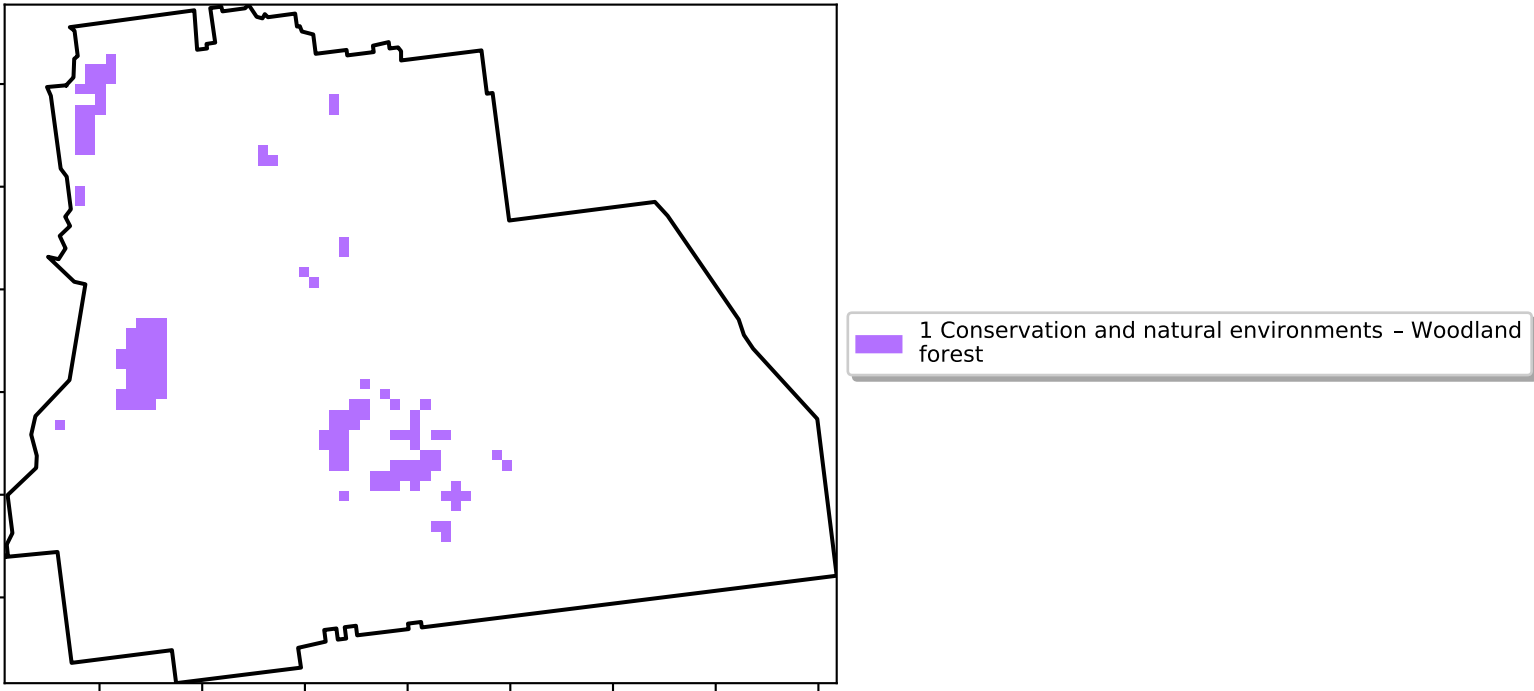 1 Conservation and natural environments – Woodland
forest